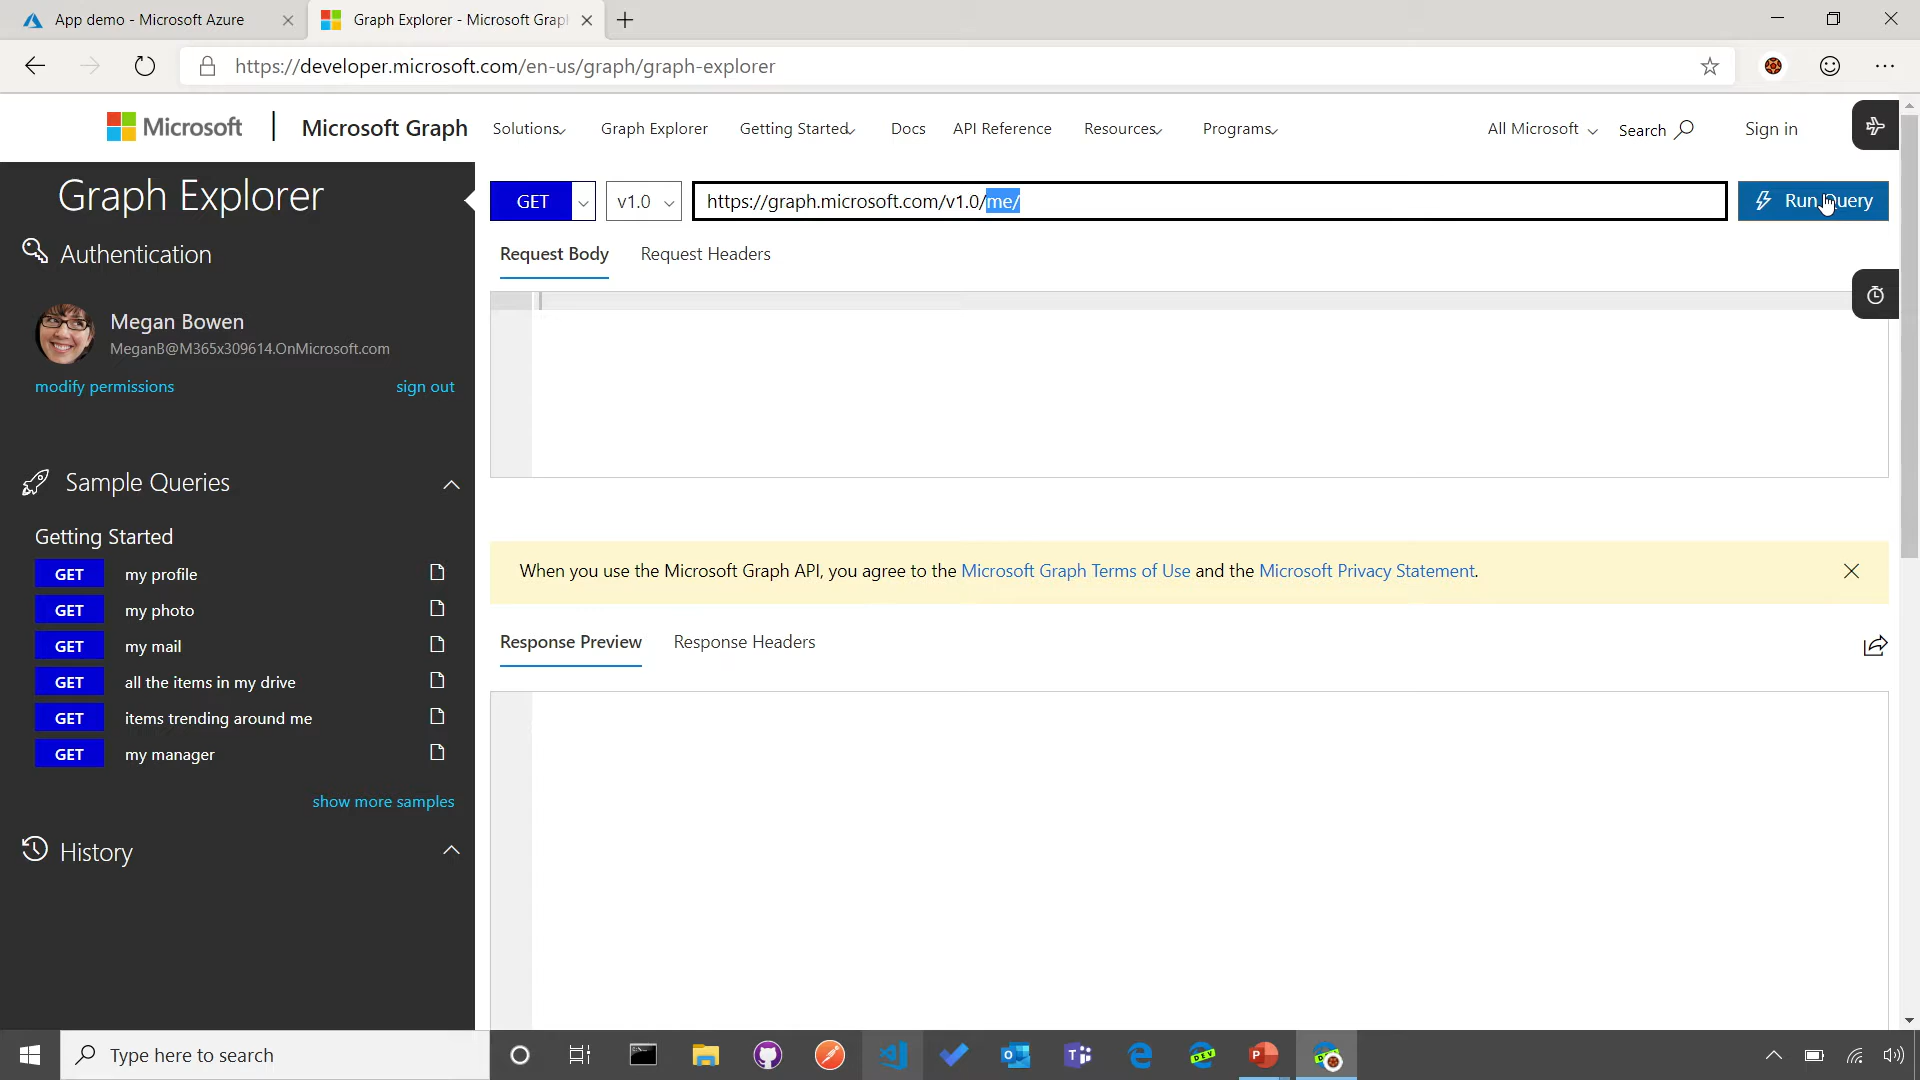 App demo - Microsoft Azure
Graph Explorer - Microsoft Grap
https://developer.microsoft.com/en-us/graph/graph-explorer
Microsoft
Microsoft Graph
Solutions
Graph Explorer
Getting Started
Docs
API Reference
Resources
Programs
All Microsoft
Search
Sign in
Graph Explorer
Authentication
Megan Bowen
MeganB@M365x309614.OnMicrosoft.com
modify permissions
sign out
Sample Queries
Getting Started
GET my profile
GET my photo
GET my mail
GET all the items in my drive
GET items trending around me
GET my manager
show more samples
History
GET
v1.0
https://graph.microsoft.com/v1.0/me/
Run Query
Request Body
Request Headers
When you use the Microsoft Graph API, you agree to the Microsoft Graph Terms of Use and the Microsoft Privacy Statement.
Response Preview
Response Headers
Type here to search
DEV